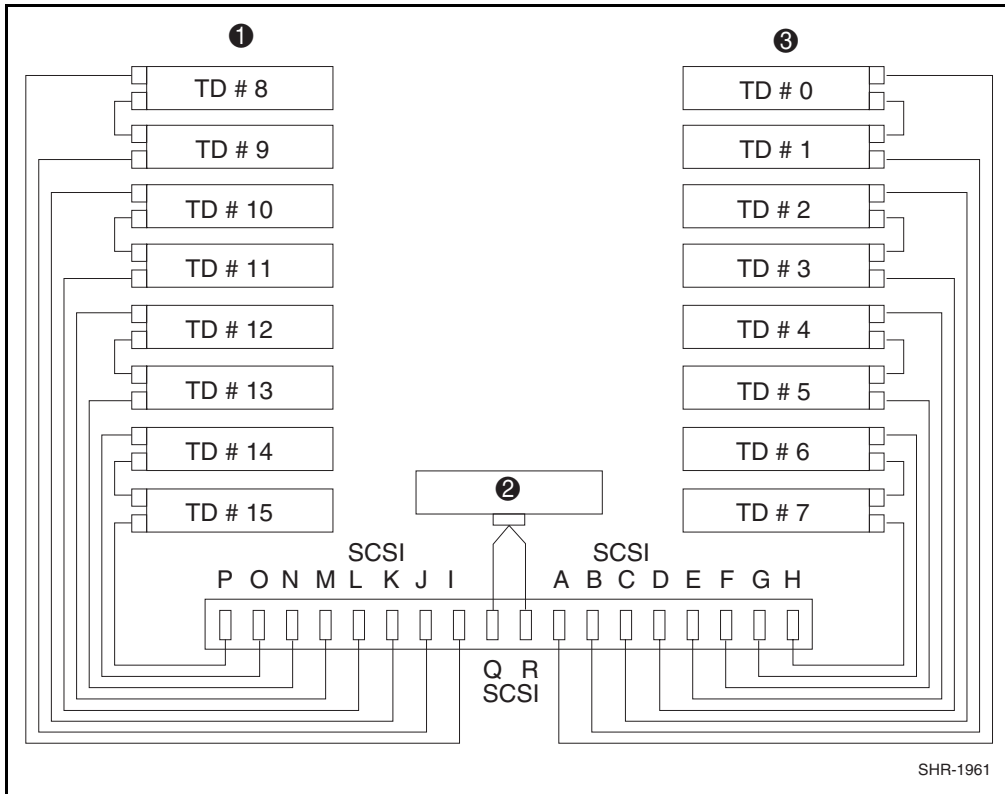 ❶ ❸
TD # 8 TD # 0
TD # 9 TD # 1
TD # 10 TD # 2
TD # 11 TD # 3
TD # 12 TD # 4
TD # 13 TD # 5
TD # 14 TD # 6
❷
TD # 15 TD # 7
SCSI SCSI
P O N M L K J I A B C D E F G H
Q R
SCSI
SHR-1961